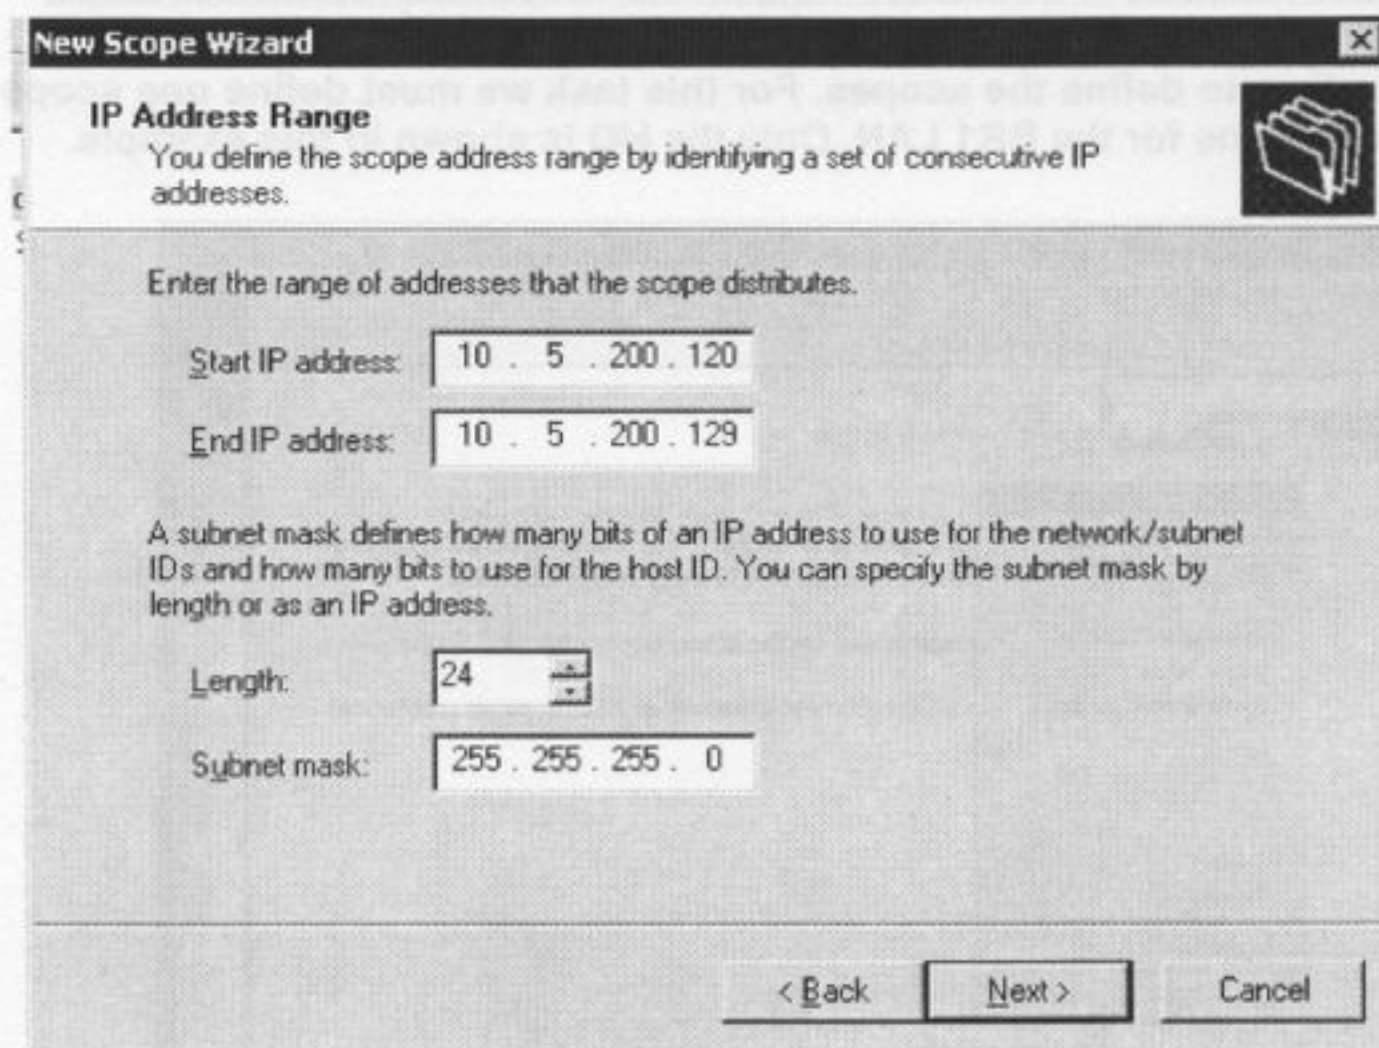 New Scope Wizard
IP Address Range
You define the scope address range by identifying a set of consecutive IP
addresses.
Enter the range of addresses that the scope distributes.
Start IP address: 10 . 5 . 200 . 120
End IP address: 10 . 5 . 200 . 129
A subnet mask defines how many bits of an IP address to use for the network/subnet
IDs and how many bits to use for the host ID. You can specify the subnet mask by
length or as an IP address.
Length: 24
Subnet mask: 255 . 255 . 255 . 0
< Back Next > Cancel